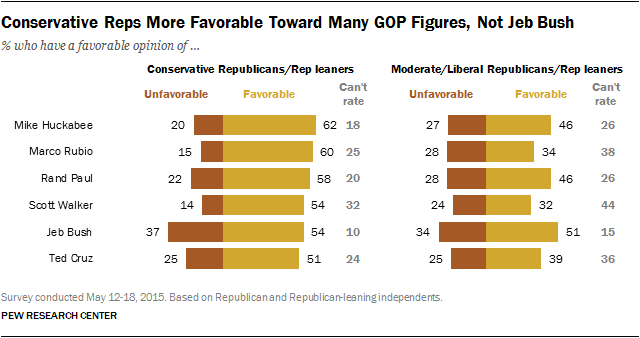 Conservative Reps More Favorable Toward Many GOP Figures, Not Jeb Bush
% who have a favorable opinion of ...
Conservative Republicans/Rep leaners Moderate/Liberal Republicans/Rep leaners
Unfavorable Favorable Can't rate Unfavorable Favorable Can't rate
Mike Huckabee 20 62 18 27 46 26
Marco Rubio 15 60 25 28 34 38
Rand Paul 22 58 20 28 46 26
Scott Walker 14 54 32 24 32 44
Jeb Bush 37 54 10 34 51 15
Ted Cruz 25 51 24 25 39 36
Survey conducted May 12-18, 2015. Based on Republican and Republican-leaning independents.
PEW RESEARCH CENTER